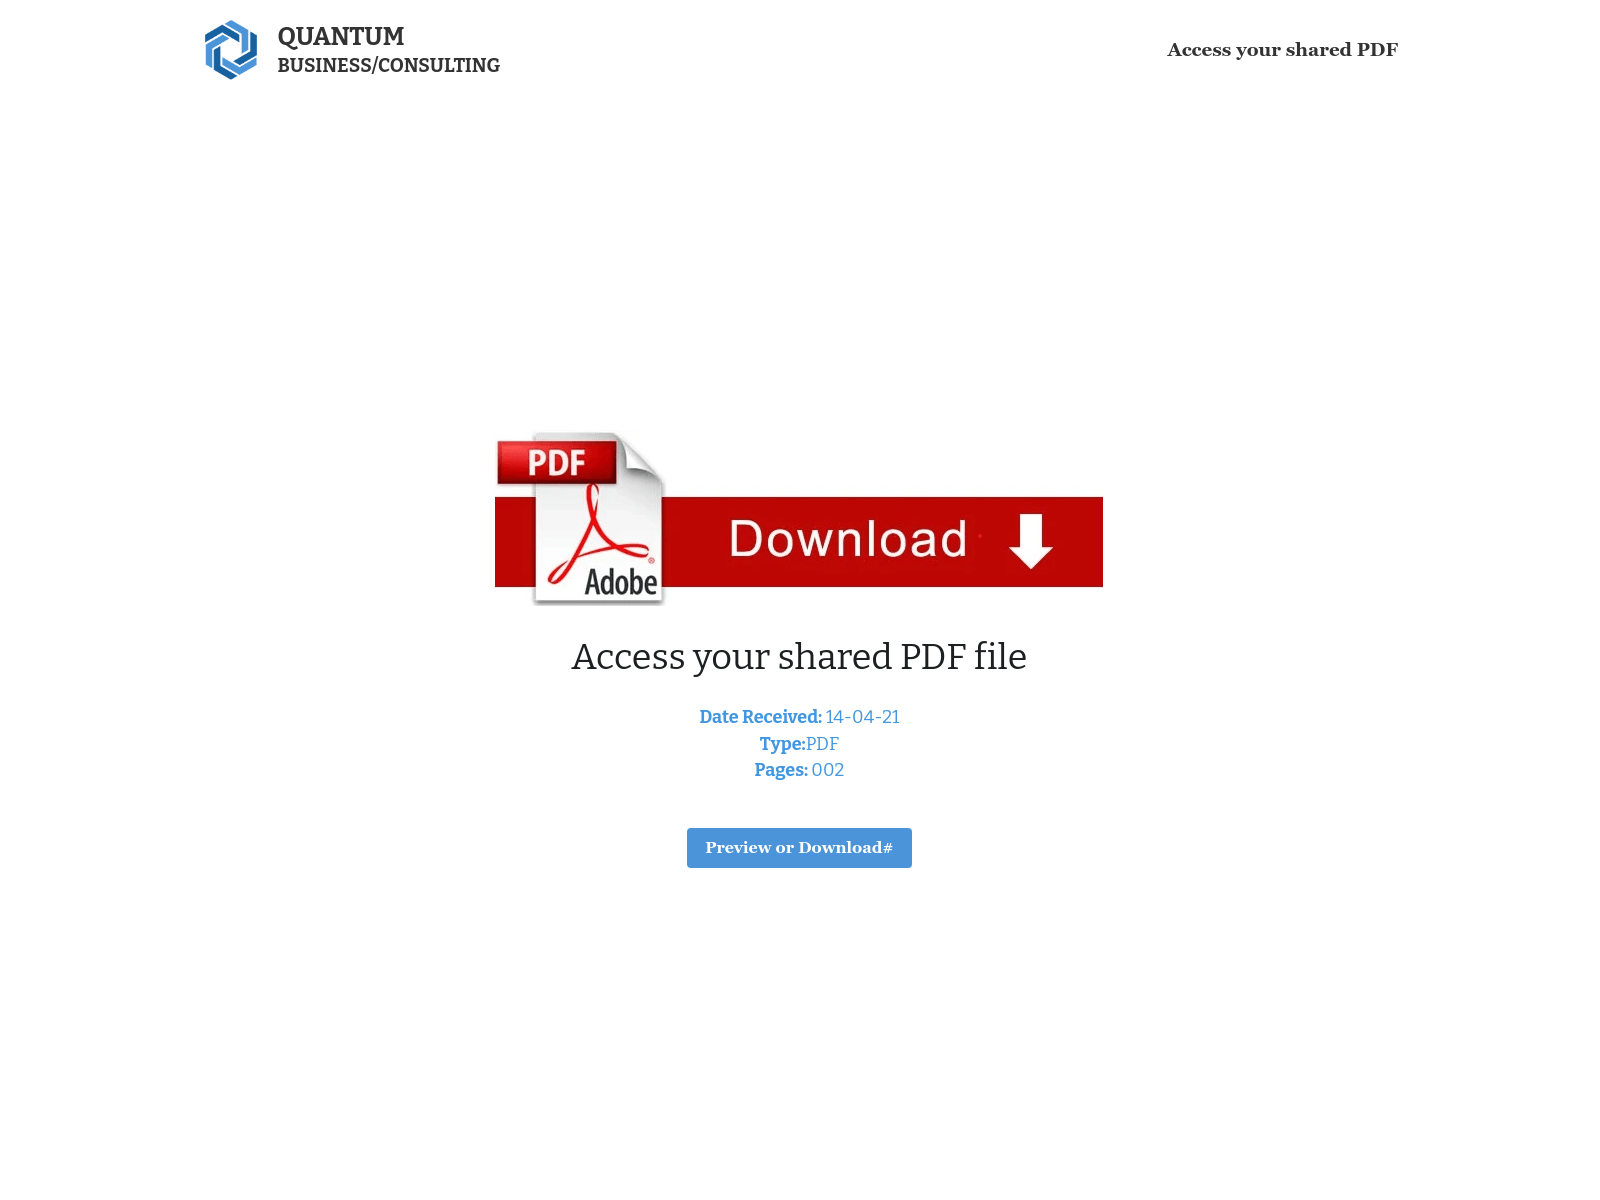 QUANTUM
BUSINESS/CONSULTING
Access your shared PDF
PDF
Adobe
Download
Access your shared PDF file
Date Received: 14-04-21
Type:PDF
Pages: 002
Preview or Download#